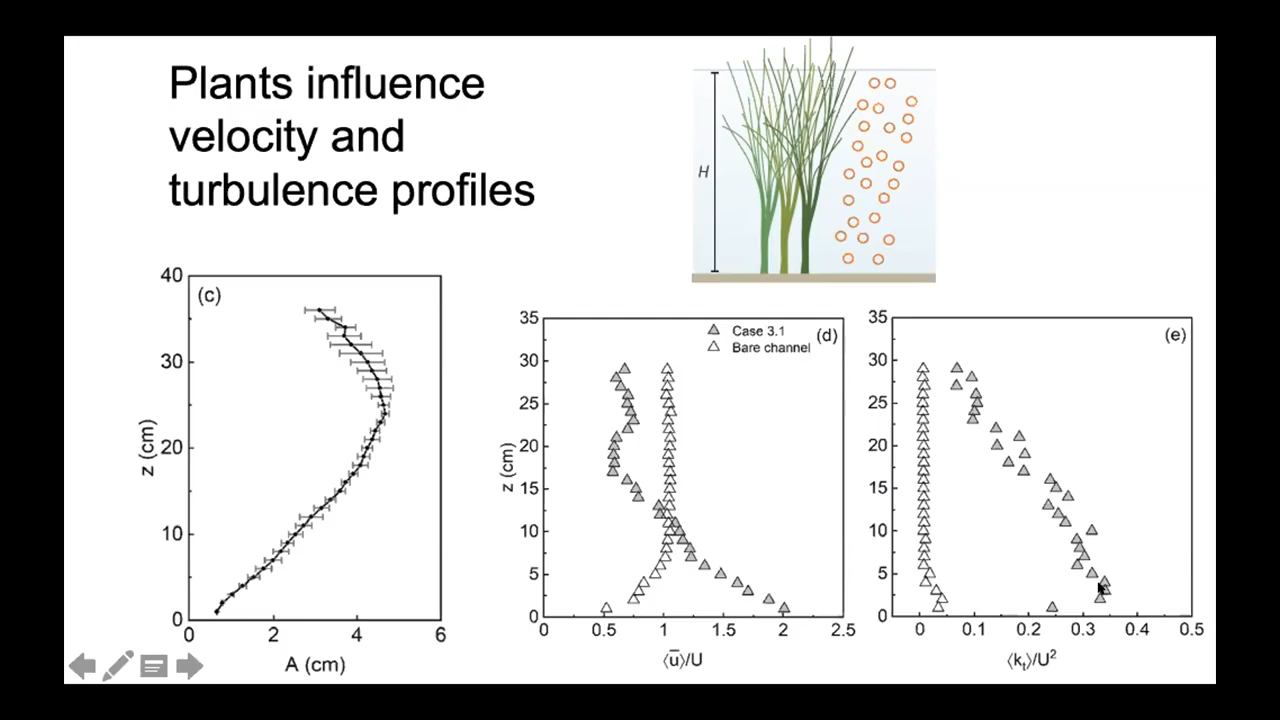 Plants influence
velocity and
turbulence profiles
H
(c)
40
30
20
10
0
z (cm)
0 2 4 6
A (cm)
Case 3.1
Bare channel
(d)
35
30
25
20
15
10
5
0
z (cm)
0 0.5 1 1.5 2 2.5
⟨u̅⟩/U
(e)
35
30
25
20
15
10
5
0
0 0.1 0.2 0.3 0.4 0.5
⟨kₜ⟩/U²